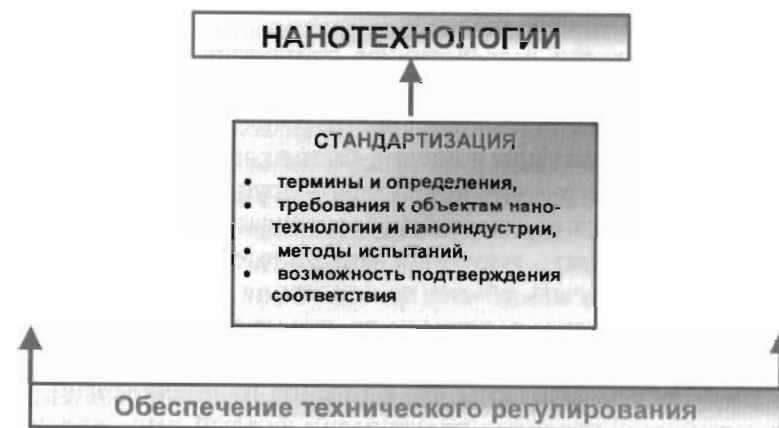 НАНОТЕХНОЛОГИИ
СТАНДАРТИЗАЦИЯ
• термины и определения,
• требования к объектам нано-
технологии и наноиндустрии,
• методы испытаний,
• возможность подтверждения
соответствия
Обеспечение технического регулирования